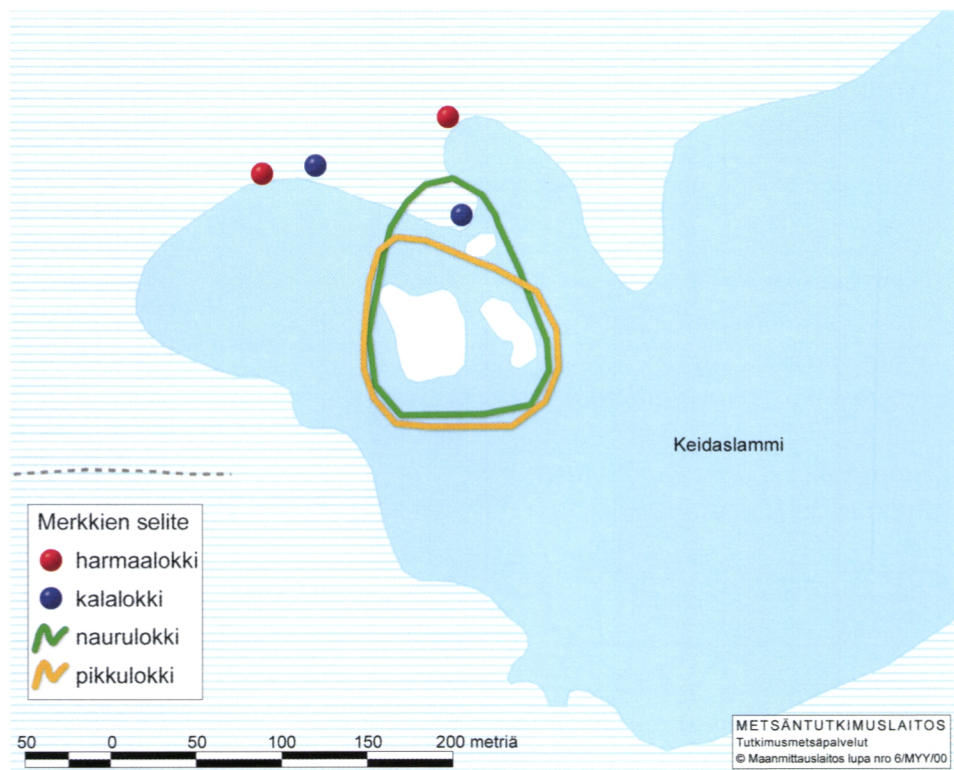 Keidaslammi
Merkkien selite
harmaalokki
kalalokki
naurulokki
pikkulokki
50 0 50 100 150 200 metriä
METSÄNTUTKIMUSLAITOS
Tutkimusmetsäpalvelut
© Maanmittauslaitos lupa nro 6/MYY/00